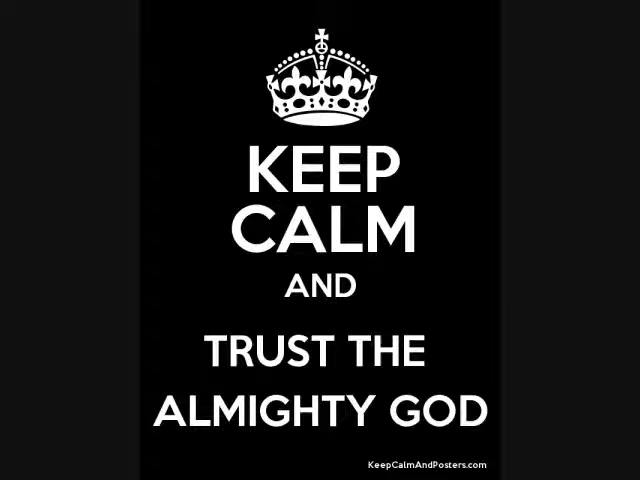 KEEP
CALM
AND
TRUST THE
ALMIGHTY GOD
KeepCalmAndPosters.com